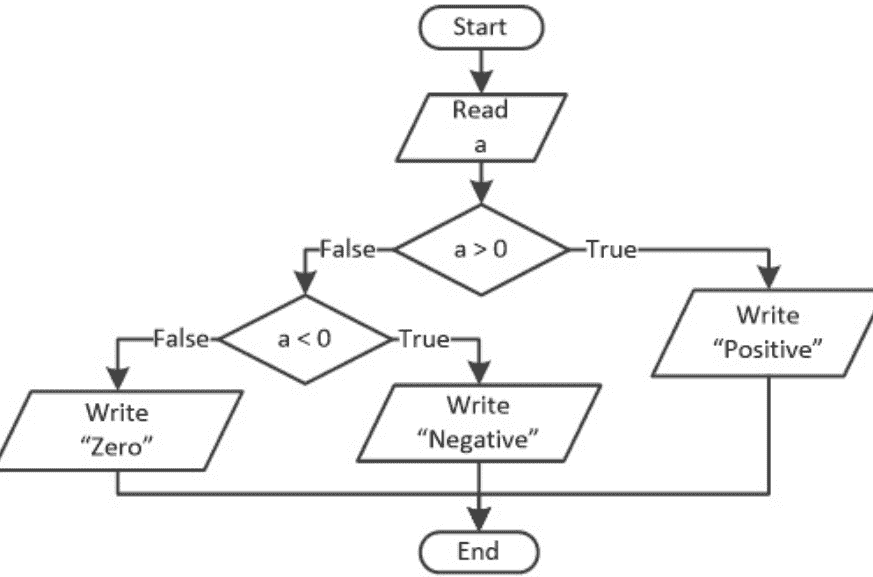 Start
Read
a
a > 0
False
True
a < 0
False
True
Write
“Positive”
Write
“Zero”
Write
“Negative”
End